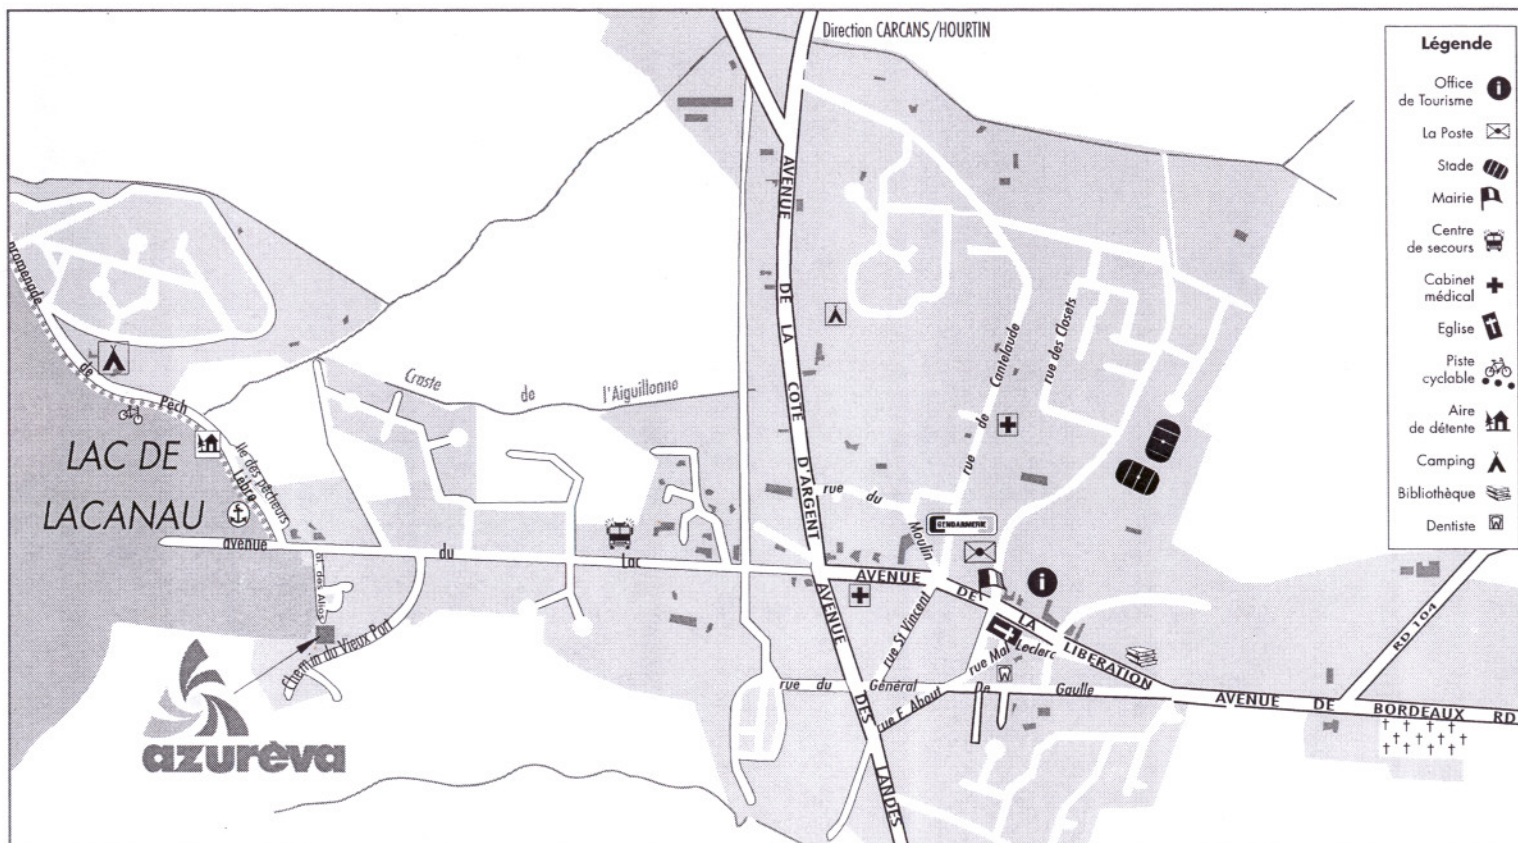 Direction CARCANS/HOURTIN
Légende
Office
de Tourisme
La Poste
Stade
Mairie
Centre
de secours
Cabinet
médical
Eglise
Piste
cyclable
Aire
de détente
Camping
Bibliothèque
Dentiste
promenade de Pech Lèbre
Ile des pêcheurs
LAC DE
LACANAU
Craste de l'Aiguillonne
AVENUE DE LA COTE D'ARGENT
rue de Cantelaude
rue des Closets
rue du Moulin
GENDARMERIE
avenue du Lac
des Alios
Chemin du Vieux Port
azurèva
AVENUE DE LA LIBERATION
AVENUE DES LANDES
rue St Vincent
rue Mal Leclerc
rue du Général De Gaulle
rue E. About
AVENUE DE BORDEAUX RD
RD 104